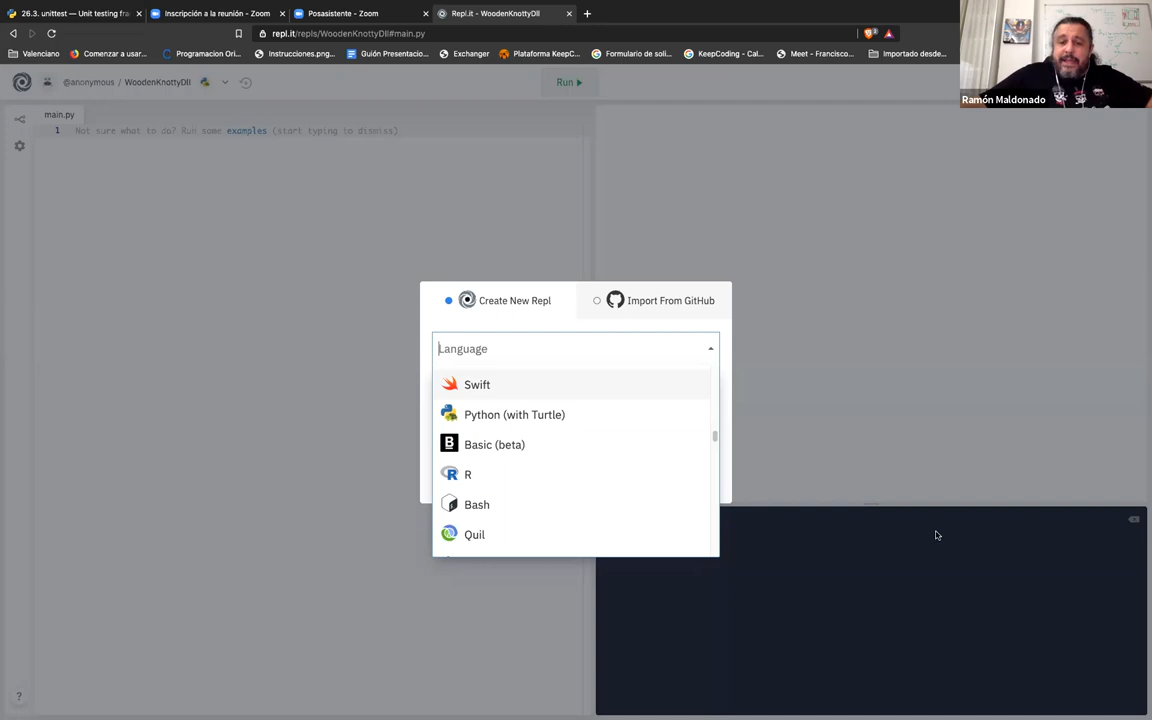 26.3. unittest — Unit testing fra
Inscripción a la reunión - Zoom
Posasistente - Zoom
Repl.it - WoodenKnottyDll
repl.it/repls/WoodenKnottyDll#main.py
Valenciano
Comenzar a usar...
Programacion Ori...
Instrucciones.png...
Guión Presentacio...
Exchanger
Plataforma KeepC...
Formulario de soli...
KeepCoding - Cal...
Meet - Francisco...
Importado desde...
Ramón Maldonado
@anonymous / WoodenKnottyDll
Run
main.py
1 Not sure what to do? Run some examples (start typing to dismiss)
Create New Repl
Import From GitHub
Language
Swift
Python (with Turtle)
Basic (beta)
R
Bash
Quil
?